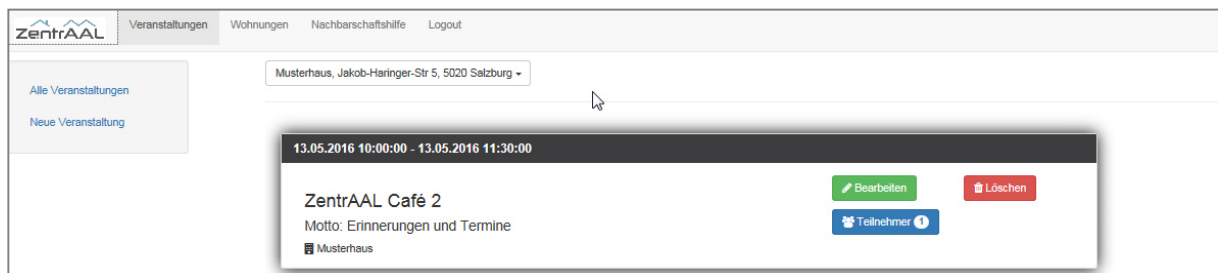 ZentrAAL Veranstaltungen Wohnungen Nachbarschaftshilfe Logout
Musterhaus, Jakob-Haringer-Str 5, 5020 Salzburg
Alle Veranstaltungen
Neue Veranstaltung
13.05.2016 10:00:00 - 13.05.2016 11:30:00
ZentrAAL Café 2
Motto: Erinnerungen und Termine
Musterhaus
Bearbeiten
Löschen
Teilnehmer 1